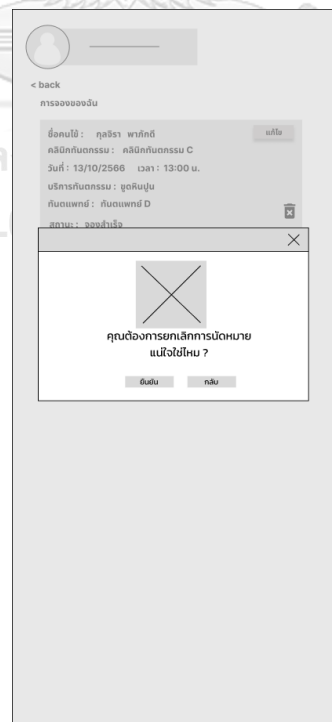 < back
การจองของฉัน
ชื่อคนไข้ : กุลจิรา พาภักดี
แก้ไข
คลินิกทันตกรรม : คลินิกทันตกรรม C
วันที่ : 13/10/2566 เวลา : 13:00 น.
บริการทันตกรรม : ขูดหินปูน
ทันตแพทย์ : ทันตแพทย์ D
สถานะ : จองสำเร็จ
คุณต้องการยกเลิกการนัดหมาย
แน่ใจใช่ไหม ?
ยืนยัน กลับ